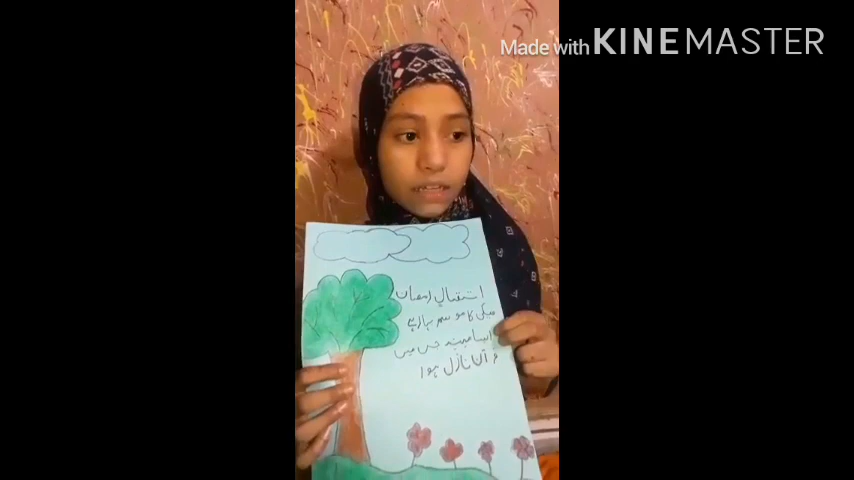 Made with KINEMASTER
استقبالِ رمضان
نیکی کا موسم بہار ہے
ایسا مہینہ جس میں
قرآن نازل ہوا